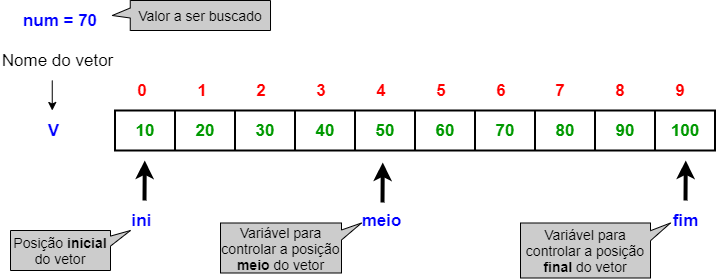 num = 70
Valor a ser buscado
Nome do vetor
0 1 2 3 4 5 6 7 8 9
V 10 20 30 40 50 60 70 80 90 100
ini meio fim
Posição inicial
do vetor
Variável para
controlar a posição
meio do vetor
Variável para
controlar a posição
final do vetor